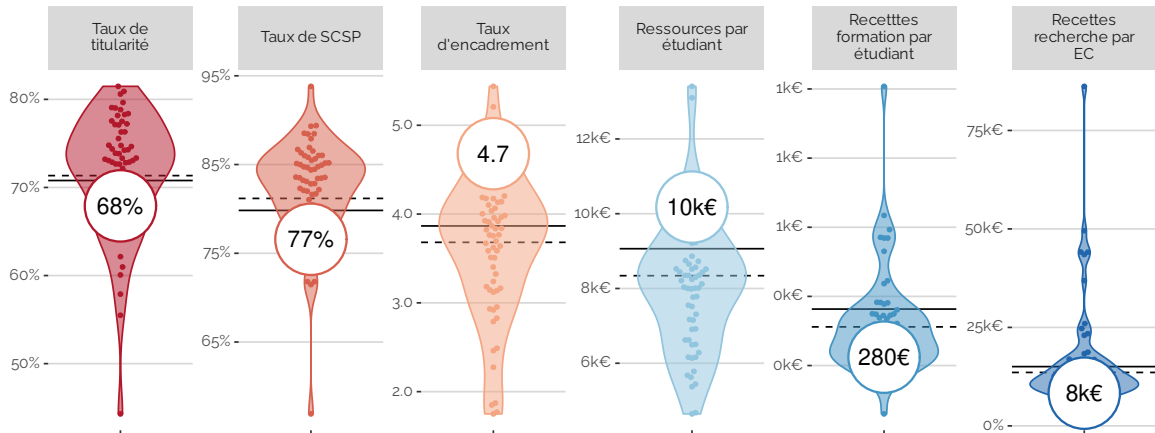 Taux de
titularité
Taux de SCSP
Taux
d'encadrement
Ressources par
étudiant
Recetttes
formation par
étudiant
Recettes
recherche par
EC
80%
70%
60%
50%
68%
95%
85%
75%
65%
77%
5.0
4.0
3.0
2.0
4.7
12k€
10k€
8k€
6k€
10k€
1k€
1k€
1k€
0k€
0k€
280€
75k€
50k€
25k€
0%
8k€